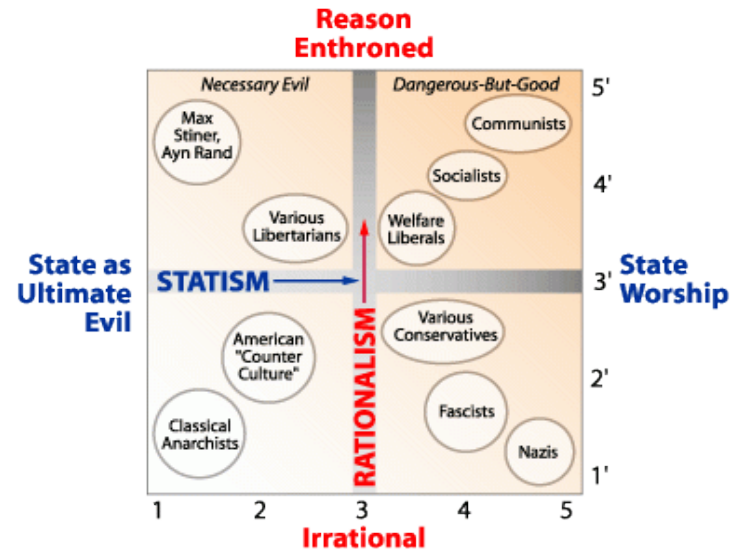 Reason
Enthroned
Necessary Evil
Dangerous-But-Good
5'
Max
Stiner,
Ayn Rand
Communists
Socialists
4'
Various
Libertarians
Welfare
Liberals
State as
Ultimate
Evil
STATISM
3'
State
Worship
RATIONALISM
Various
Conservatives
American
"Counter
Culture"
2'
Fascists
Classical
Anarchists
Nazis
1'
1
2
3
4
5
Irrational